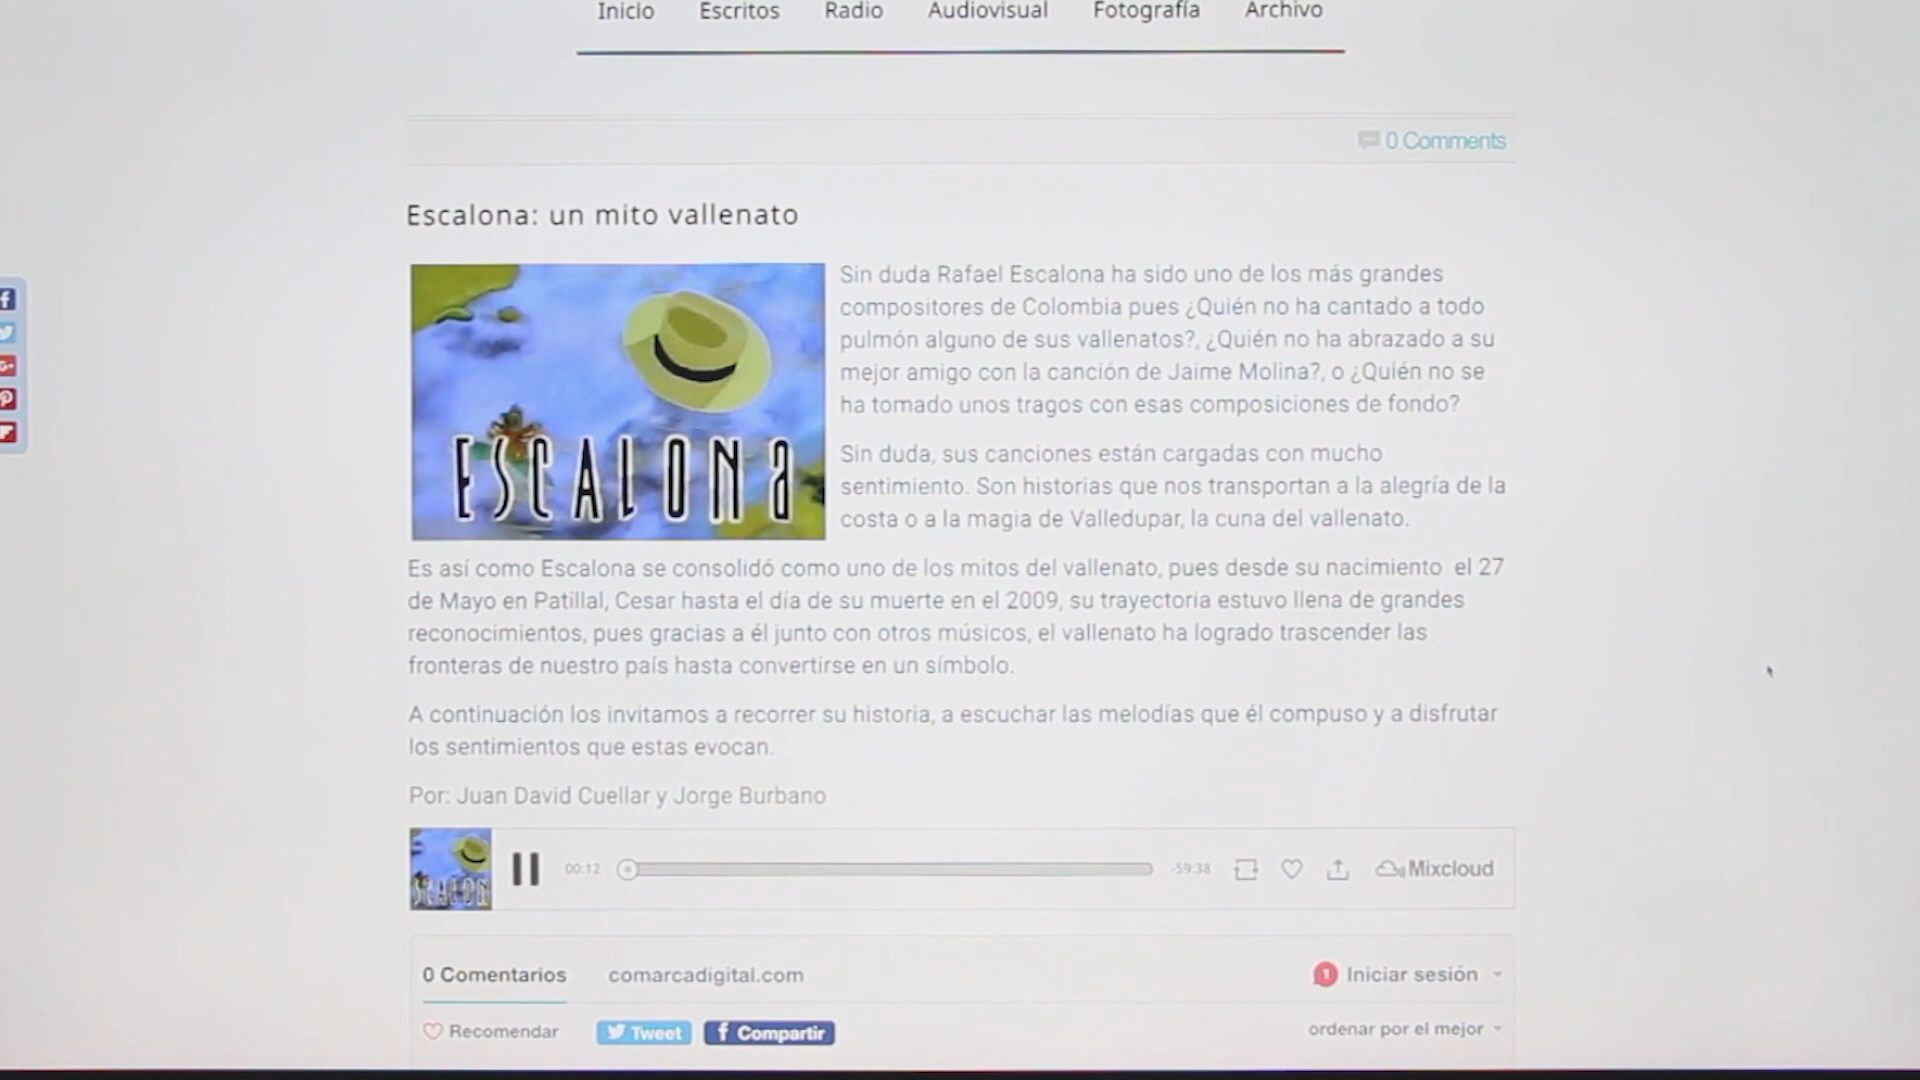 Inicio Escritos Radio Audiovisual Fotografía Archivo
0 Comments
Escalona: un mito vallenato
ESCALONA
Sin duda Rafael Escalona ha sido uno de los más grandes
compositores de Colombia pues ¿Quién no ha cantado a todo
pulmón alguno de sus vallenatos?, ¿Quién no ha abrazado a su
mejor amigo con la canción de Jaime Molina?, o ¿Quién no se
ha tomado unos tragos con esas composiciones de fondo?
Sin duda, sus canciones están cargadas con mucho
sentimiento. Son historias que nos transportan a la alegría de la
costa o a la magia de Valledupar, la cuna del vallenato.
Es así como Escalona se consolidó como uno de los mitos del vallenato, pues desde su nacimiento el 27
de Mayo en Patillal, Cesar hasta el día de su muerte en el 2009, su trayectoria estuvo llena de grandes
reconocimientos, pues gracias a él junto con otros músicos, el vallenato ha logrado trascender las
fronteras de nuestro país hasta convertirse en un símbolo.
A continuación los invitamos a recorrer su historia, a escuchar las melodías que él compuso y a disfrutar
los sentimientos que estas evocan.
Por: Juan David Cuellar y Jorge Burbano
00:12 -59:38 Mixcloud
0 Comentarios comarcadigital.com 1 Iniciar sesión
Recomendar Tweet Compartir ordenar por el mejor